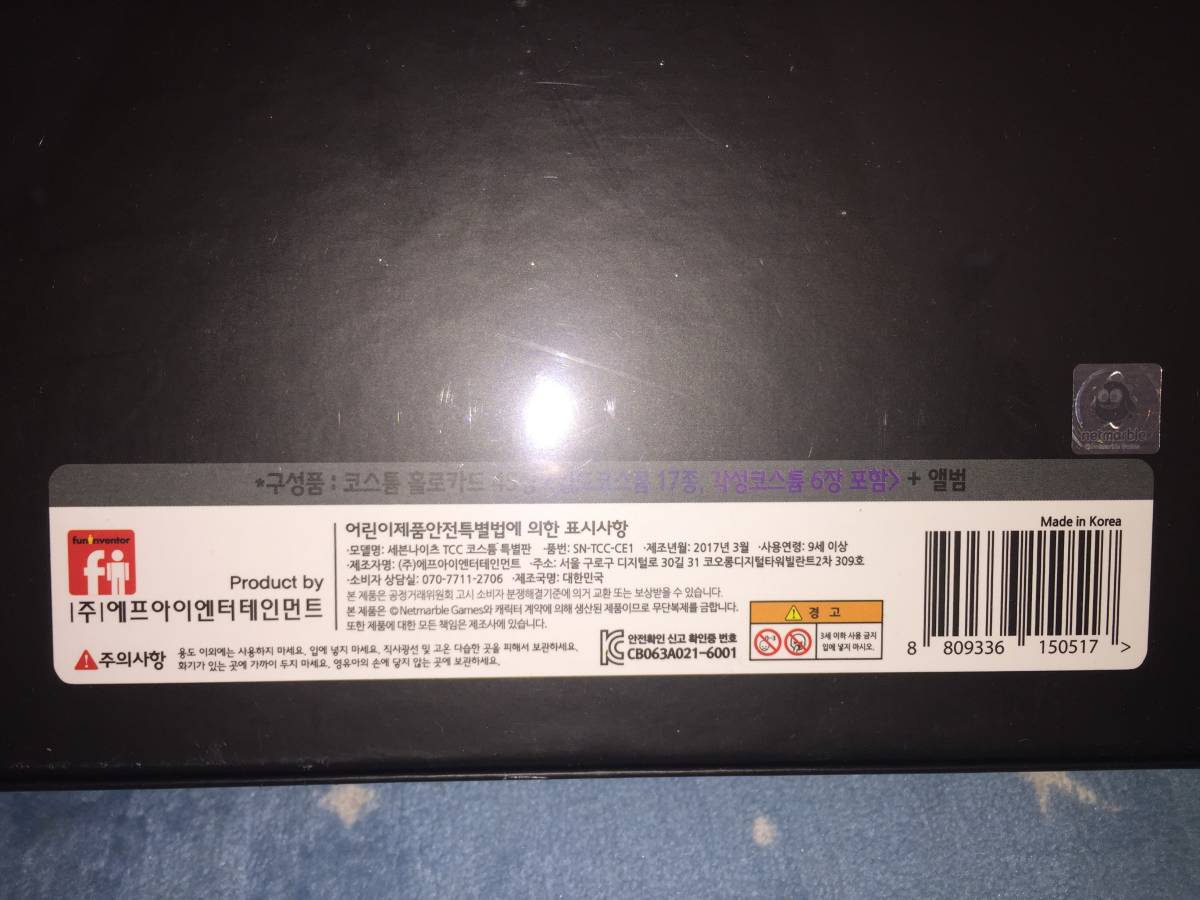 netmarble
*구성품 : 코스튬 홀로카드 17종, 각성코스튬 6장 포함> + 앨범
funinventor
fi
Product by
(주)에프아이엔터테인먼트
어린이제품안전특별법에 의한 표시사항
·모델명: 세븐나이츠 TCC 코스튬 특별판 ·품번: SN-TCC-CE1 ·제조년월: 2017년 3월 ·사용연령: 9세 이상
·제조자명: (주)에프아이엔터테인먼트 ·주소: 서울 구로구 디지털로 30길 31 코오롱디지털타워빌란트2차 309호
·소비자 상담실: 070-7711-2706 ·제조국명: 대한민국
본 제품은 공정거래위원회 고시 소비자 분쟁해결기준에 의거 교환 또는 보상받을 수 있습니다.
본 제품은 ©Netmarble Games와 캐릭터 계약에 의해 생산된 제품이므로 무단복제를 금합니다.
또한 제품에 대한 모든 책임은 제조사에 있습니다.
주의사항
용도 이외에는 사용하지 마세요. 입에 넣지 마세요. 직사광선 및 고온 다습한 곳을 피해서 보관하세요.
화기가 있는 곳에 가까이 두지 마세요. 영유아의 손에 닿지 않는 곳에 보관하세요.
안전확인 신고 확인증 번호
CB063A021-6001
경 고
3세 이하 사용 금지
입에 넣지 마시오.
Made in Korea
8 809336 150517 >